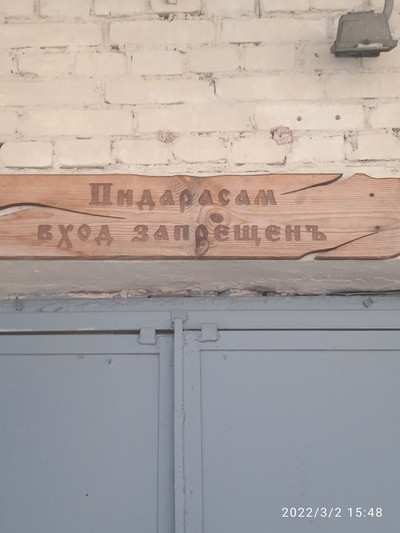 Пидарасам
вход запрещенъ
2022/3/2 15:48